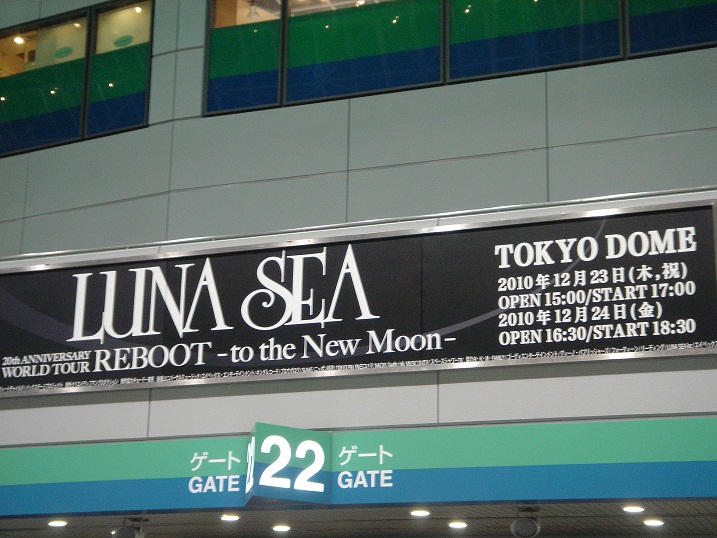 LUNA SEA
20th ANNIVERSARY
WORLD TOUR REBOOT -to the New Moon-
TOKYO DOME
2010年12月23日(木,祝)
OPEN 15:00/START 17:00
2010年12月24日(金)
OPEN 16:30/START 18:30
ゲート
GATE
22
ゲート
GATE